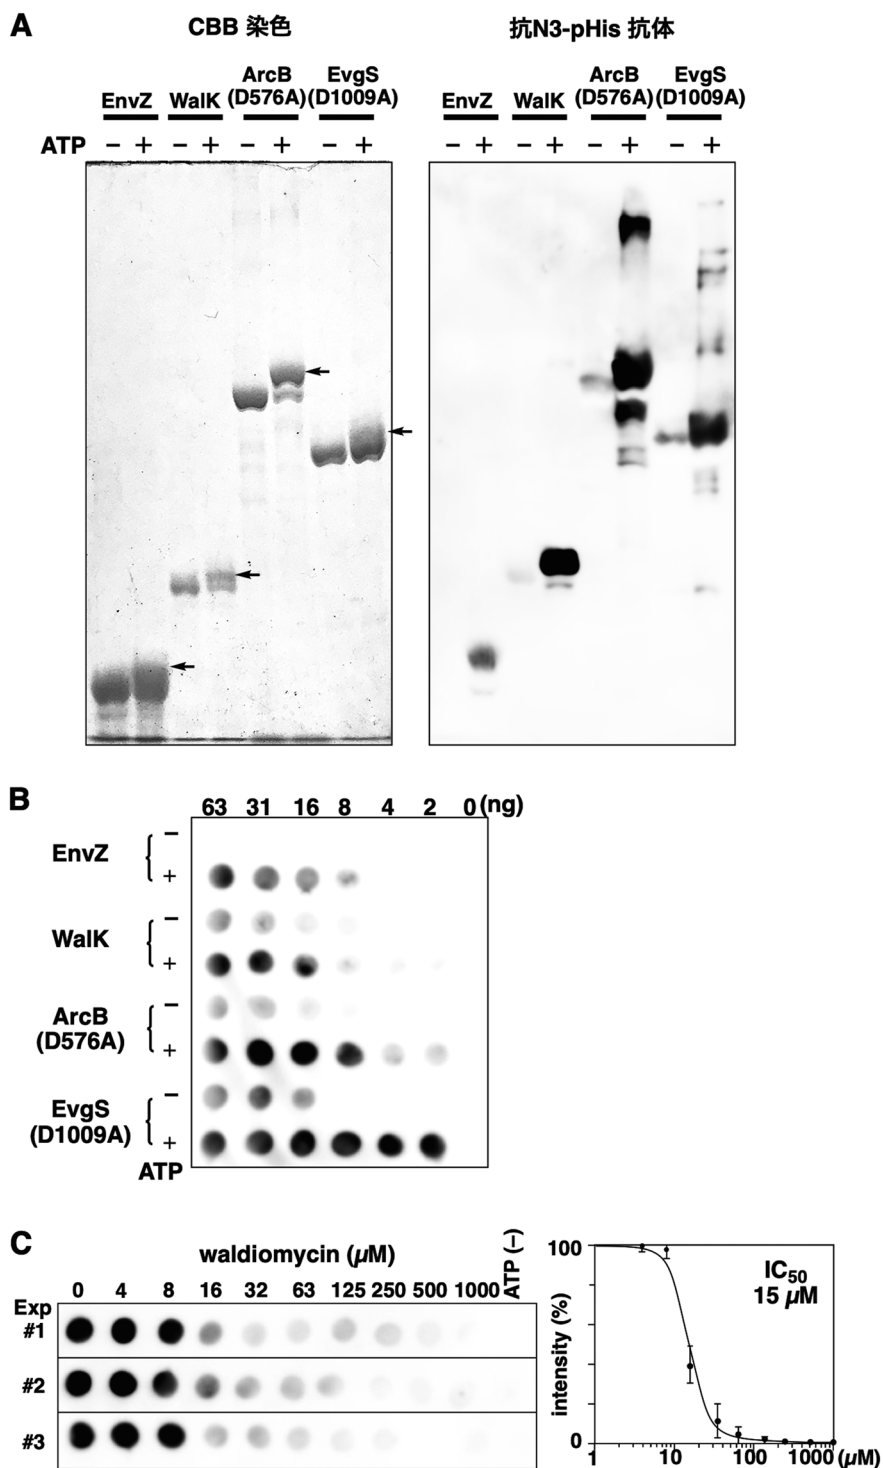 A
CBB 染色
抗N3-pHis 抗体
EnvZ WalK ArcB (D576A) EvgS (D1009A)
EnvZ WalK ArcB (D576A) EvgS (D1009A)
ATP − + − + − + − +
− + − + − + − +
B
63 31 16 8 4 2 0 (ng)
EnvZ − +
WalK − +
ArcB (D576A) − +
EvgS (D1009A) − +
ATP
C
waldiomycin (µM)
0 4 8 16 32 63 125 250 500 1000 ATP (−)
Exp
#1
#2
#3
100
0
intensity (%)
IC50
15 µM
1 10 100 1000 (µM)